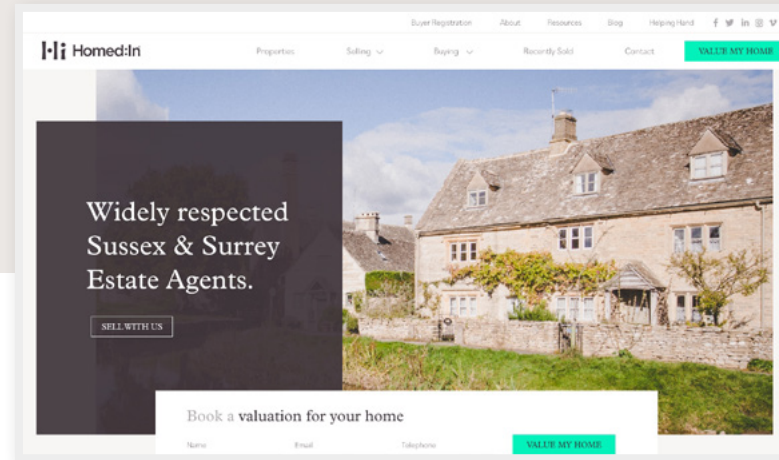 Buyer Registration About Resources Blog Helping Hand
Homed:In
Properties Selling Buying Recently Sold Contact VALUE MY HOME
Widely respected
Sussex & Surrey
Estate Agents.
SELL WITH US
Book a valuation for your home
Name Email Telephone VALUE MY HOME